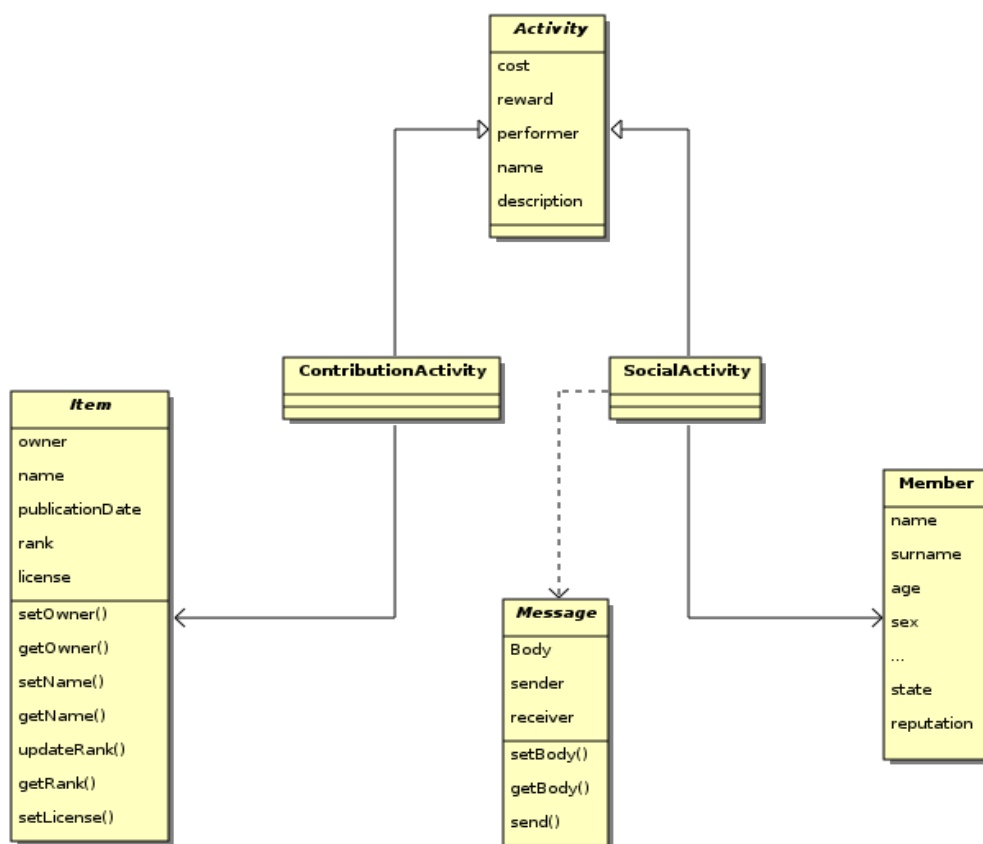 Activity
cost
reward
performer
name
description
ContributionActivity
SocialActivity
Item
owner
name
publicationDate
rank
license
setOwner()
getOwner()
setName()
getName()
updateRank()
getRank()
setLicense()
Message
Body
sender
receiver
setBody()
getBody()
send()
Member
name
surname
age
sex
...
state
reputation